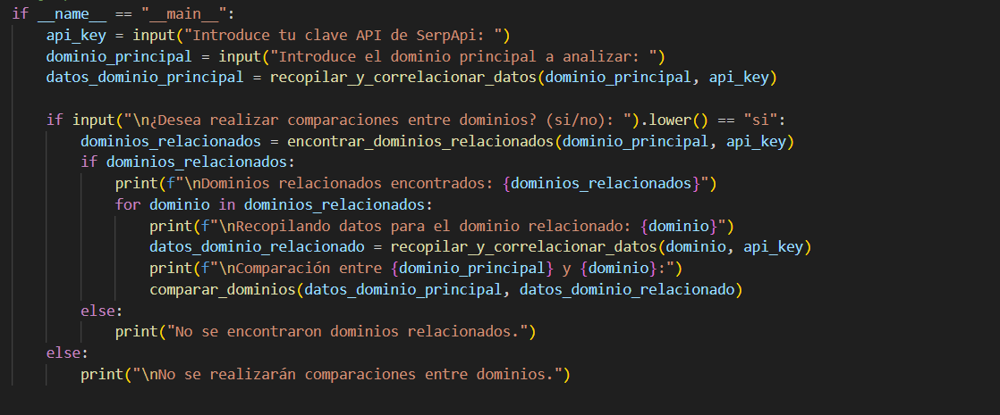 if __name__ == "__main__":
    api_key = input("Introduce tu clave API de SerpApi: ")
    dominio_principal = input("Introduce el dominio principal a analizar: ")
    datos_dominio_principal = recopilar_y_correlacionar_datos(dominio_principal, api_key)

    if input("\n¿Desea realizar comparaciones entre dominios? (si/no): ").lower() == "si":
        dominios_relacionados = encontrar_dominios_relacionados(dominio_principal, api_key)
        if dominios_relacionados:
            print(f"\nDominios relacionados encontrados: {dominios_relacionados}")
            for dominio in dominios_relacionados:
                print(f"\nRecopilando datos para el dominio relacionado: {dominio}")
                datos_dominio_relacionado = recopilar_y_correlacionar_datos(dominio, api_key)
                print(f"\nComparación entre {dominio_principal} y {dominio}:")
                comparar_dominios(datos_dominio_principal, datos_dominio_relacionado)
        else:
            print("No se encontraron dominios relacionados.")
    else:
        print("\nNo se realizarán comparaciones entre dominios.")